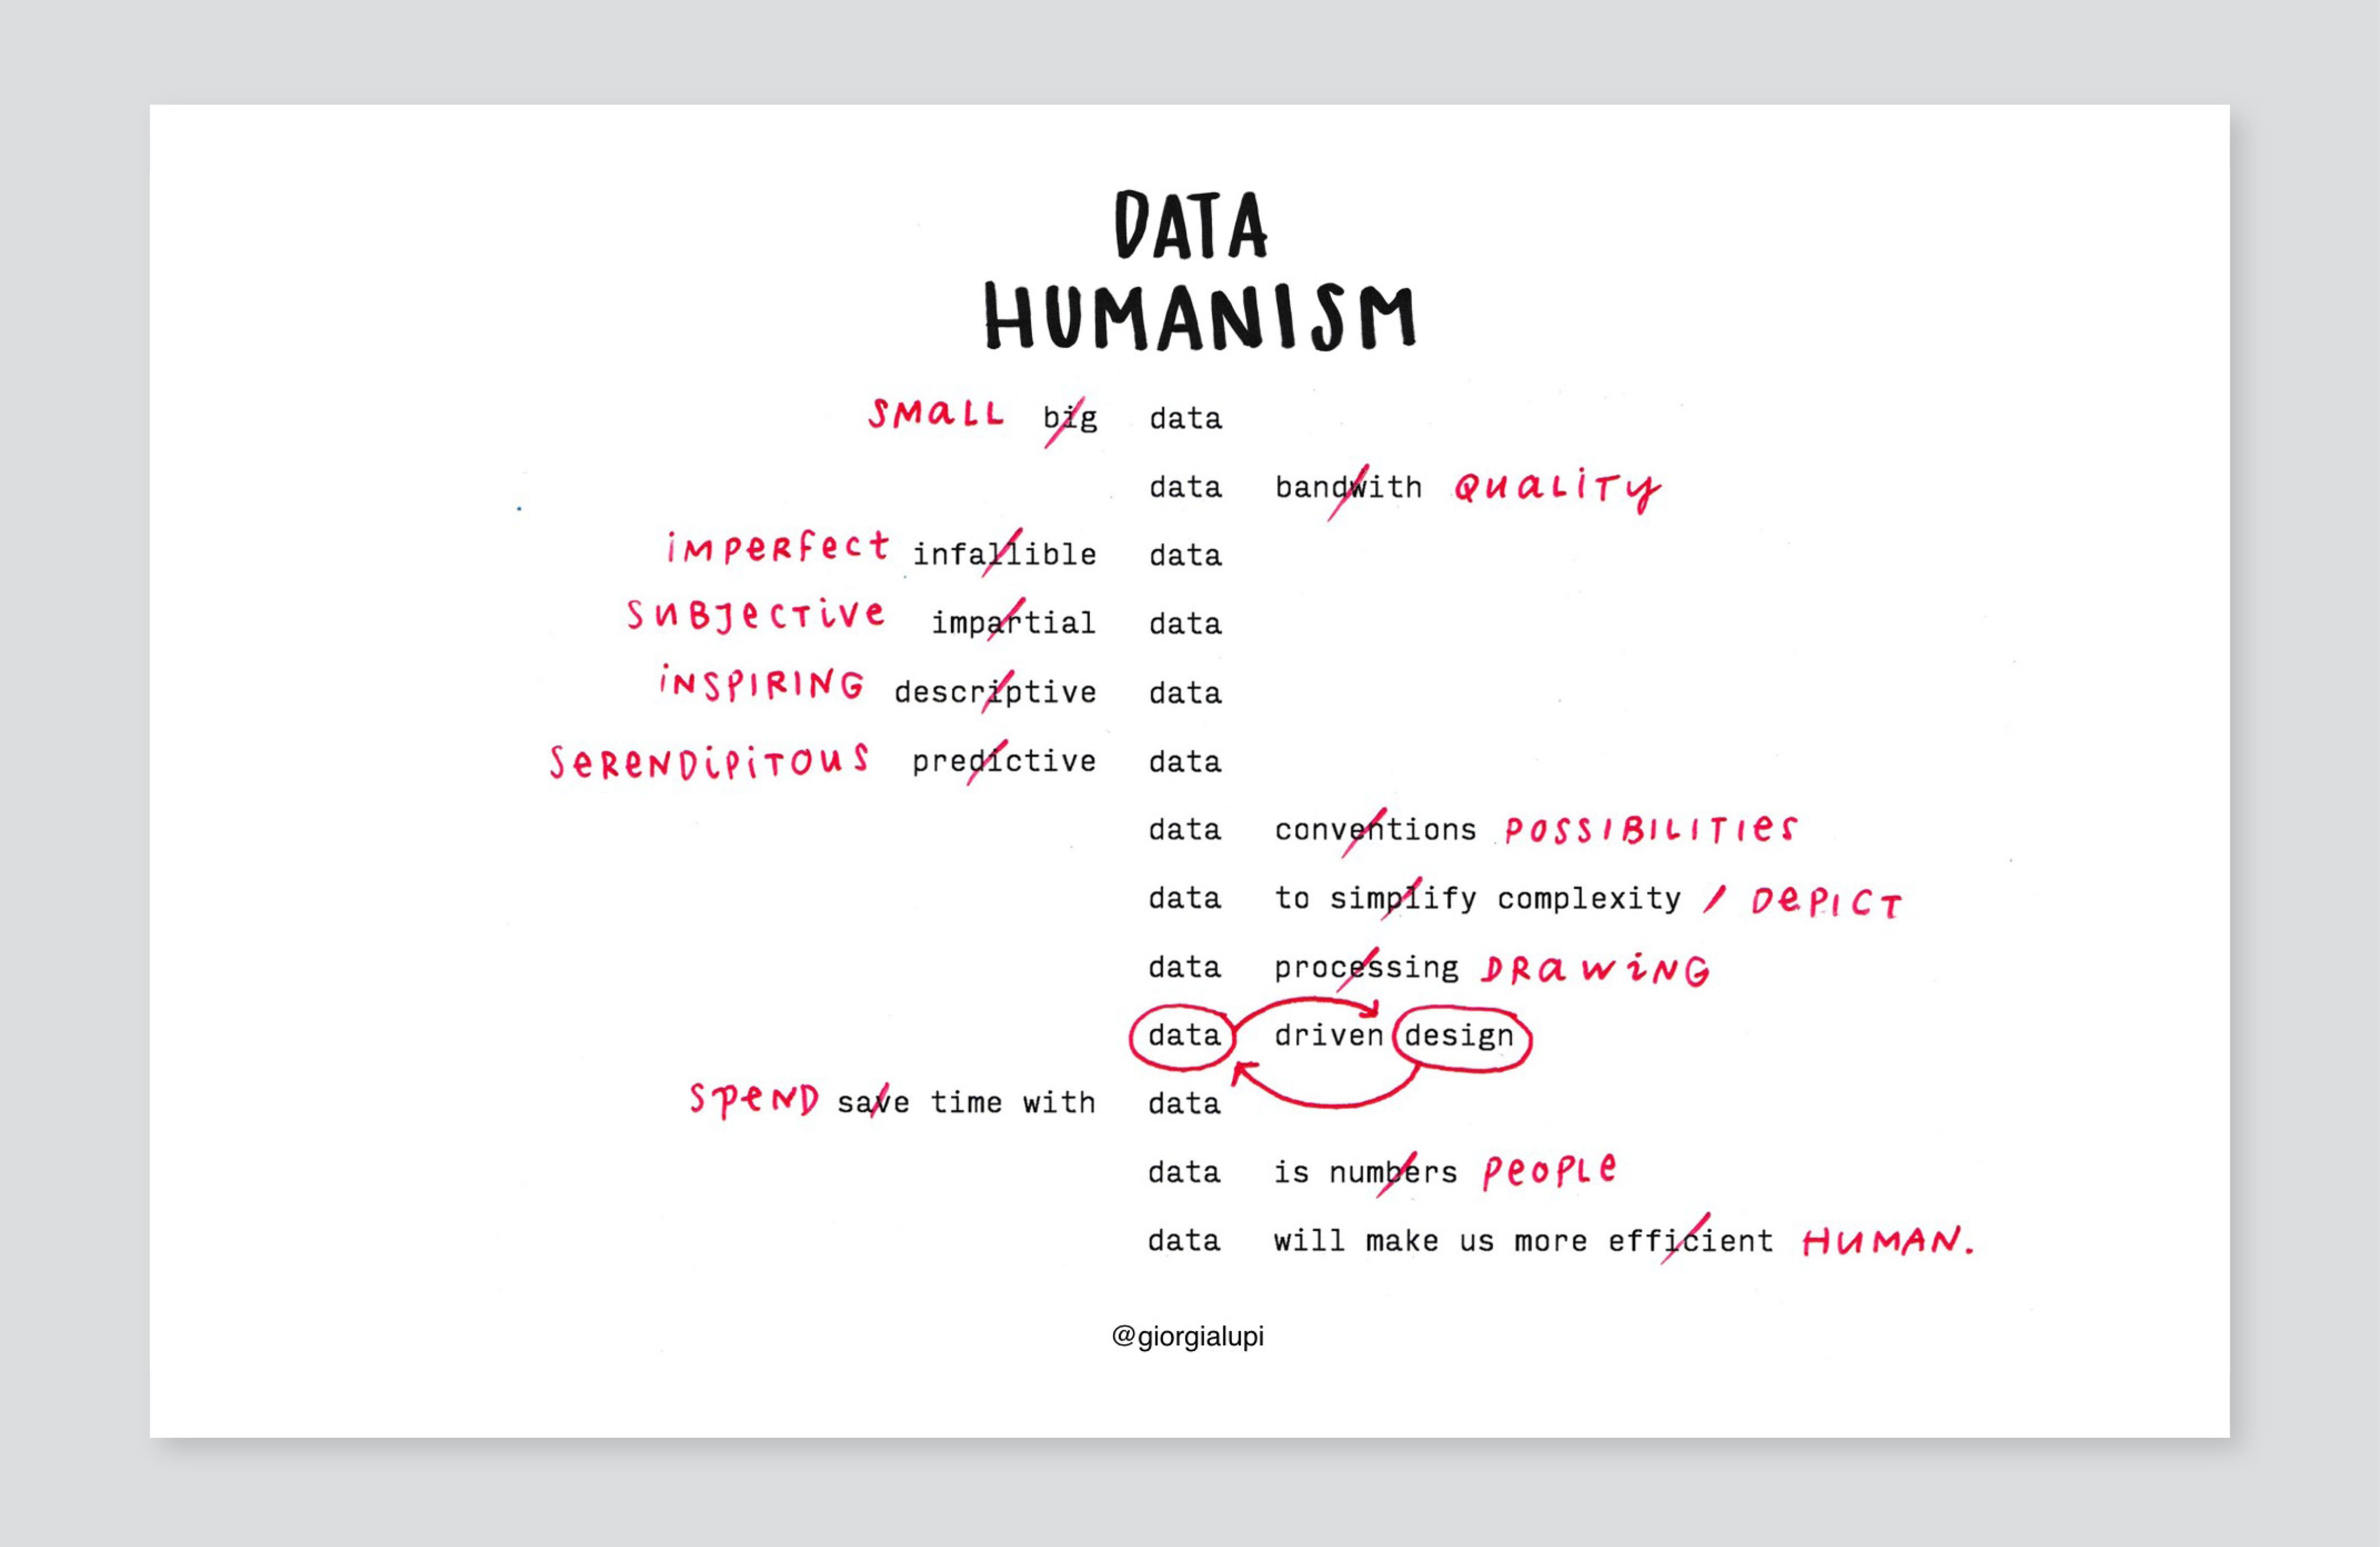 DATA
HUMANISM
SMALL big data
data bandwith QUALITY
IMPERFECT infallible data
SUBJECTIVE impartial data
INSPIRING descriptive data
SERENDIPITOUS predictive data
data conventions POSSIBILITIES
data to simplify complexity / DEPICT
data processing DRAWING
data driven design
SPEND save time with data
data is numbers PEOPLE
data will make us more efficient HUMAN.
@giorgialupi